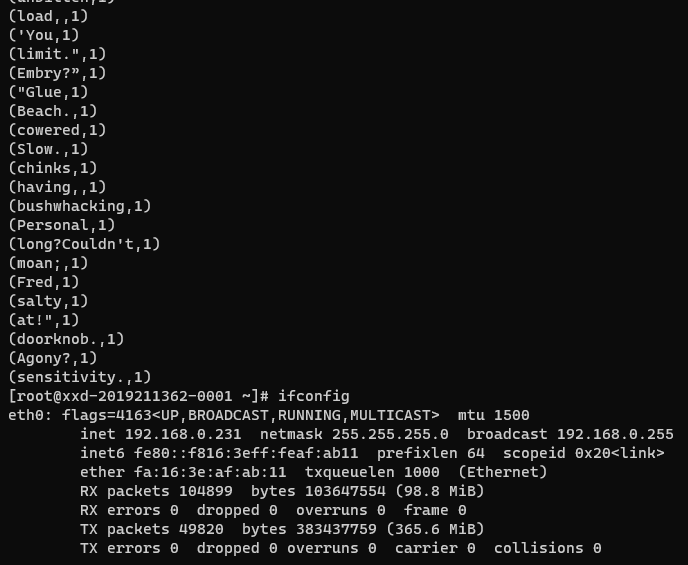 (load,,1)
('You,1)
(limit.",1)
(Embry?”,1)
("Glue,1)
(Beach.,1)
(cowered,1)
(Slow.,1)
(chinks,1)
(having,,1)
(bushwhacking,1)
(Personal,1)
(long?Couldn't,1)
(moan;,1)
(Fred,1)
(salty,1)
(at!",1)
(doorknob.,1)
(Agony?,1)
(sensitivity.,1)
[root@xxd-2019211362-0001 ~]# ifconfig
eth0: flags=4163<UP,BROADCAST,RUNNING,MULTICAST>  mtu 1500
        inet 192.168.0.231  netmask 255.255.255.0  broadcast 192.168.0.255
        inet6 fe80::f816:3eff:feaf:ab11  prefixlen 64  scopeid 0x20<link>
        ether fa:16:3e:af:ab:11  txqueuelen 1000  (Ethernet)
        RX packets 104899  bytes 103647554 (98.8 MiB)
        RX errors 0  dropped 0  overruns 0  frame 0
        TX packets 49820  bytes 383437759 (365.6 MiB)
        TX errors 0  dropped 0 overruns 0  carrier 0  collisions 0